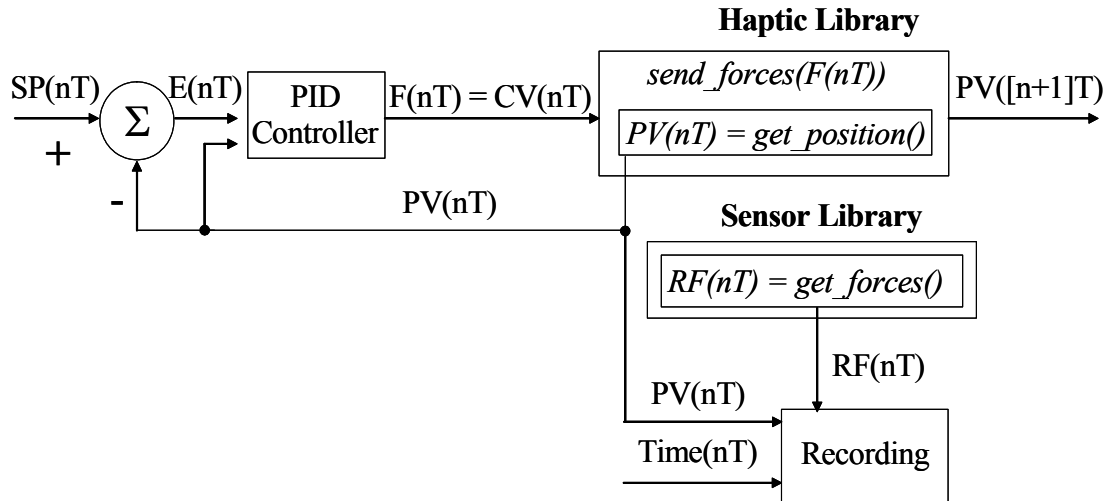 Haptic Library
SP(nT)
E(nT)
PID
Controller
F(nT) = CV(nT)
send_forces(F(nT))
PV(nT) = get_position()
PV([n+1]T)
Σ
+
-
PV(nT)
Sensor Library
RF(nT) = get_forces()
RF(nT)
PV(nT)
Time(nT)
Recording